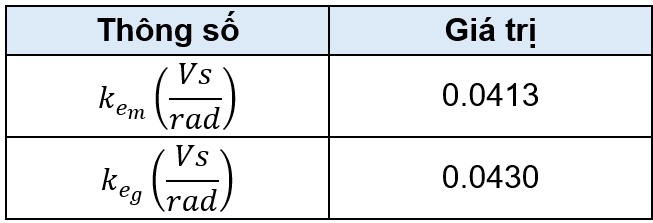 Thông số Giá trị
k_{e_m} (Vs/rad) 0.0413
k_{e_g} (Vs/rad) 0.0430